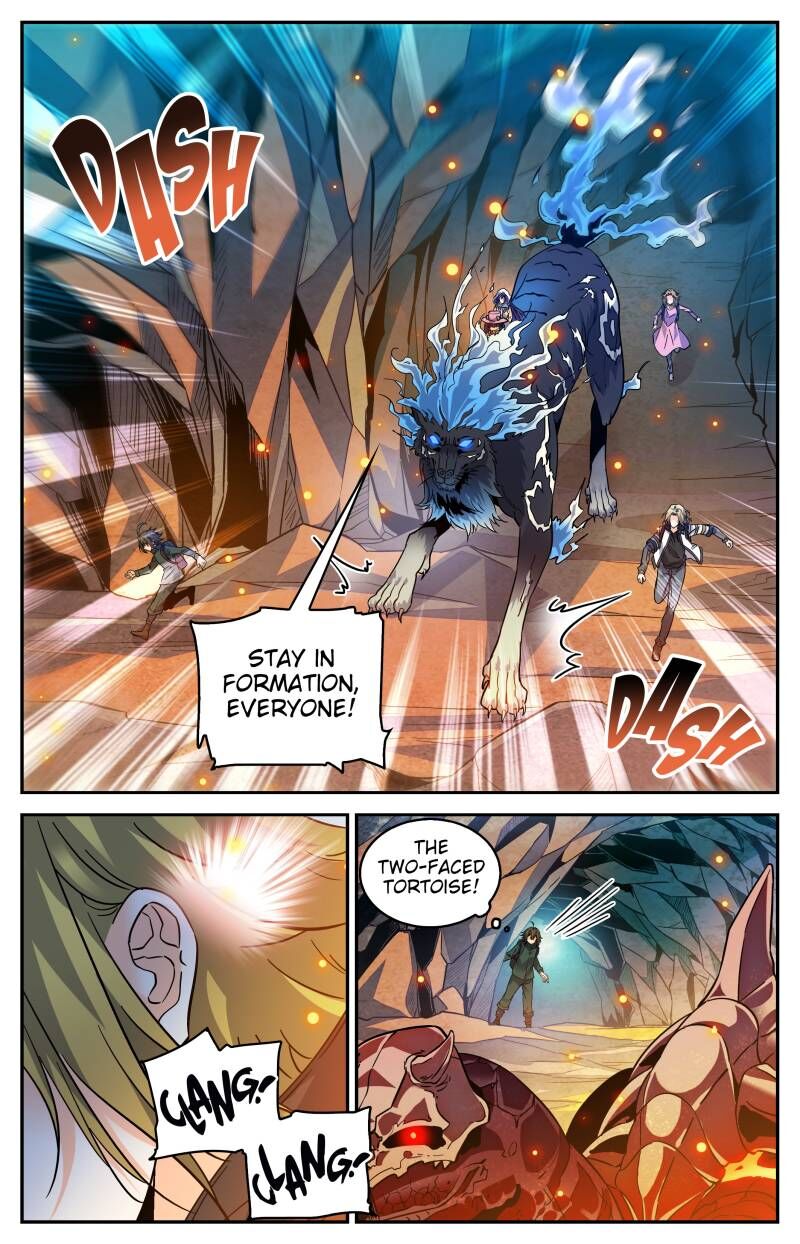 DASH
STAY IN
FORMATION,
EVERYONE!
DASH
CLANG!
CLANG!
THE
TWO-FACED
TORTOISE!